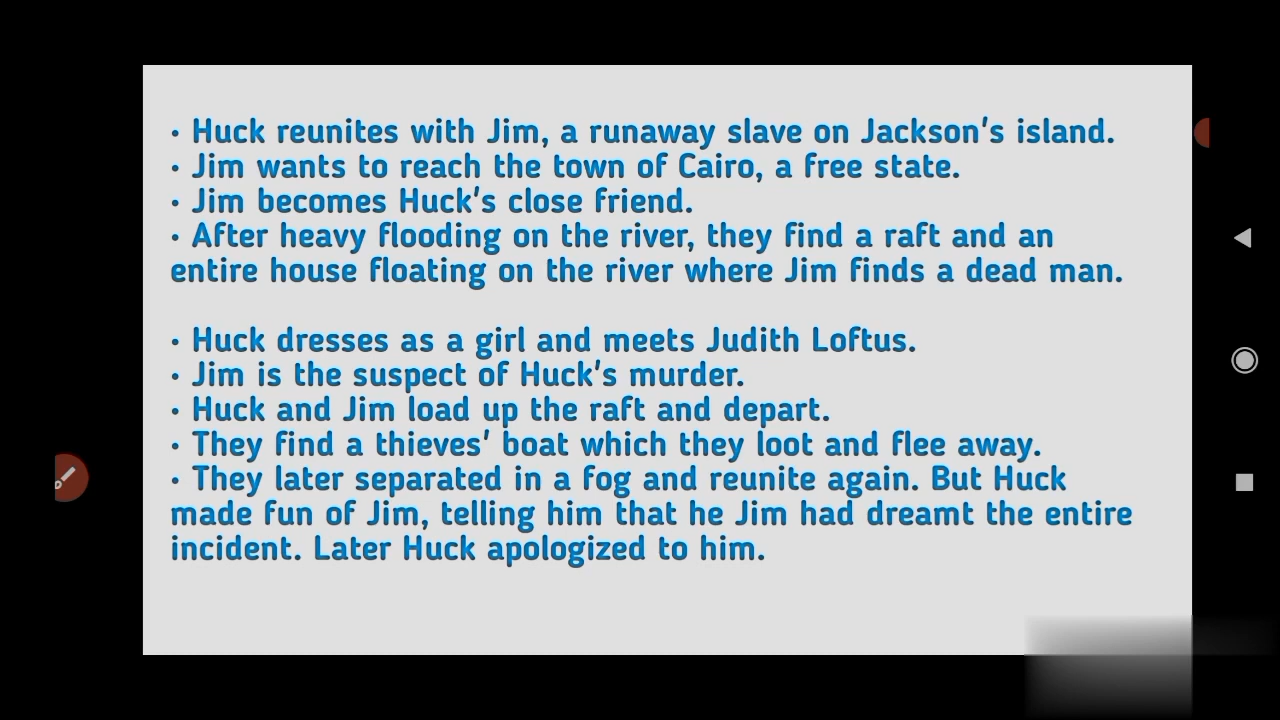 • Huck reunites with Jim, a runaway slave on Jackson's island.
• Jim wants to reach the town of Cairo, a free state.
• Jim becomes Huck's close friend.
• After heavy flooding on the river, they find a raft and an
entire house floating on the river where Jim finds a dead man.
• Huck dresses as a girl and meets Judith Loftus.
• Jim is the suspect of Huck's murder.
• Huck and Jim load up the raft and depart.
• They find a thieves' boat which they loot and flee away.
• They later separated in a fog and reunite again. But Huck
made fun of Jim, telling him that he Jim had dreamt the entire
incident. Later Huck apologized to him.